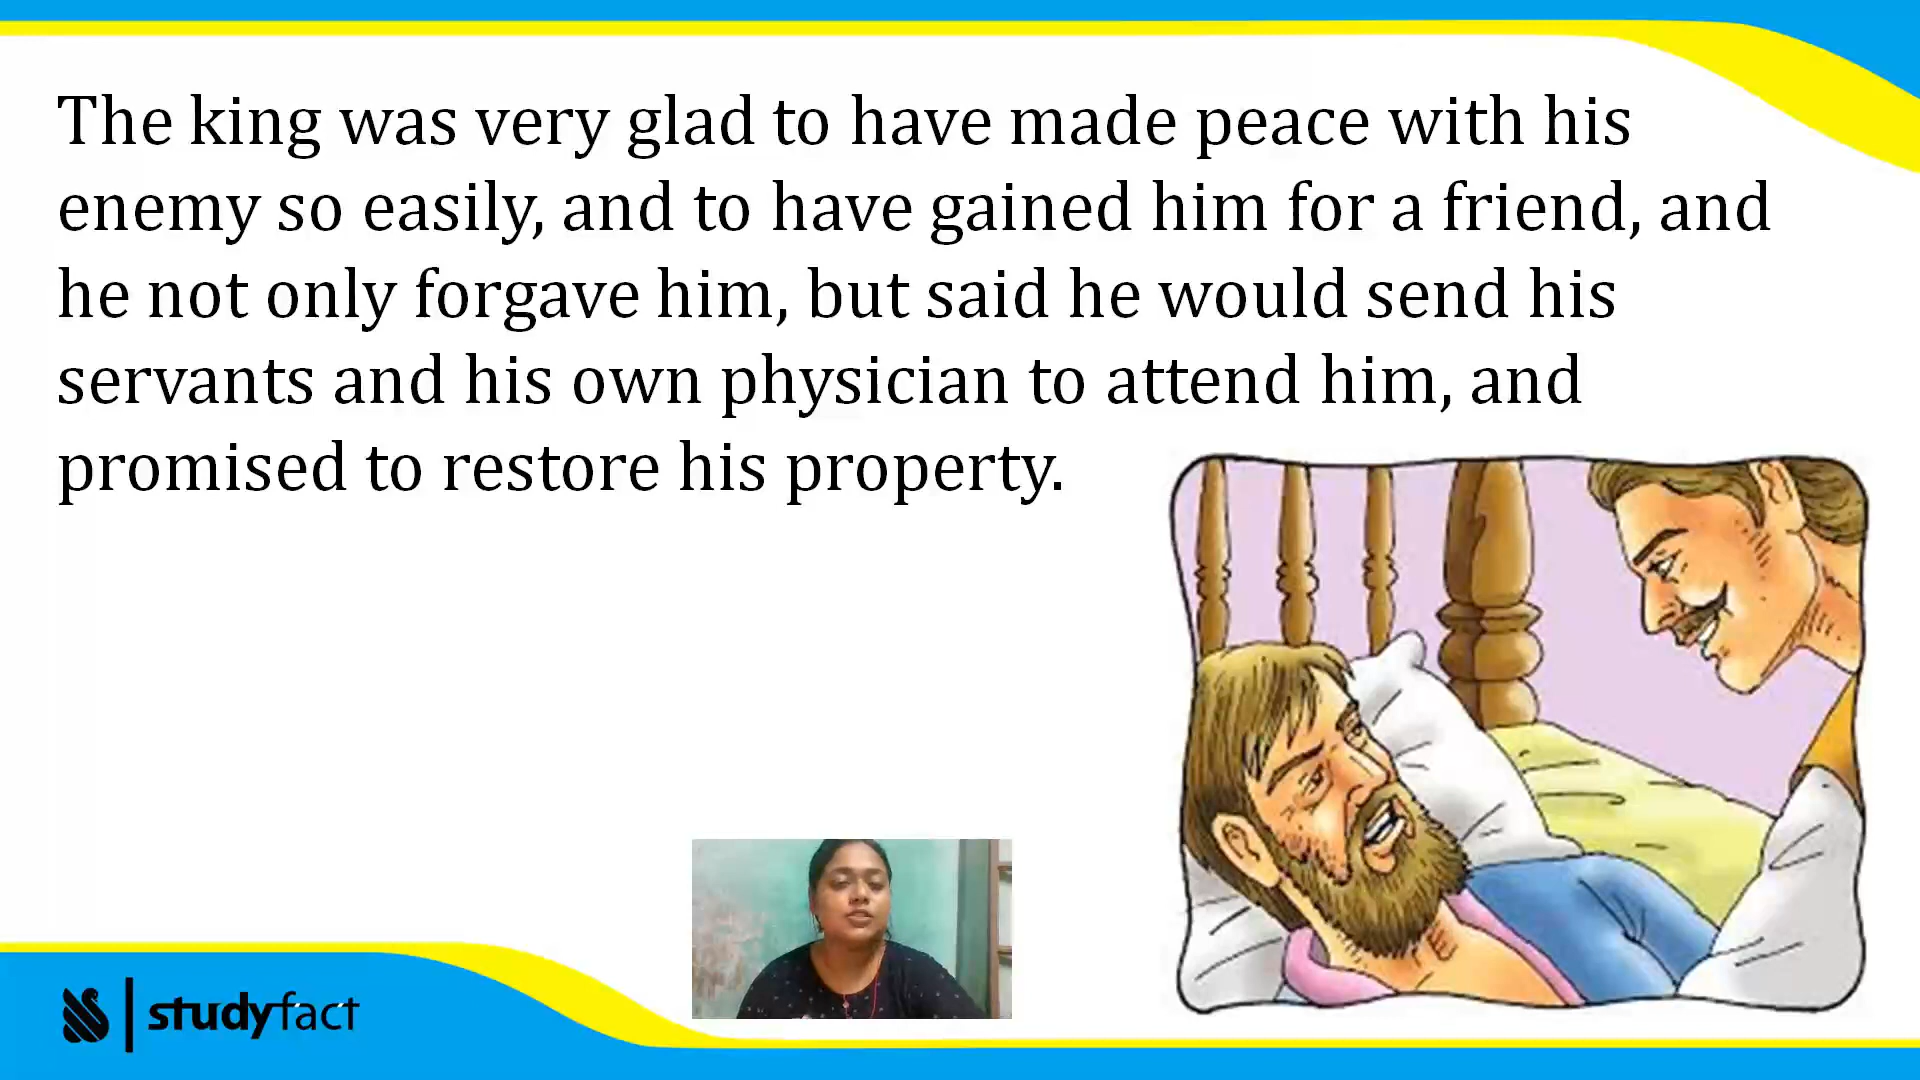 The king was very glad to have made peace with his
enemy so easily, and to have gained him for a friend, and
he not only forgave him, but said he would send his
servants and his own physician to attend him, and
promised to restore his property.
studyfact